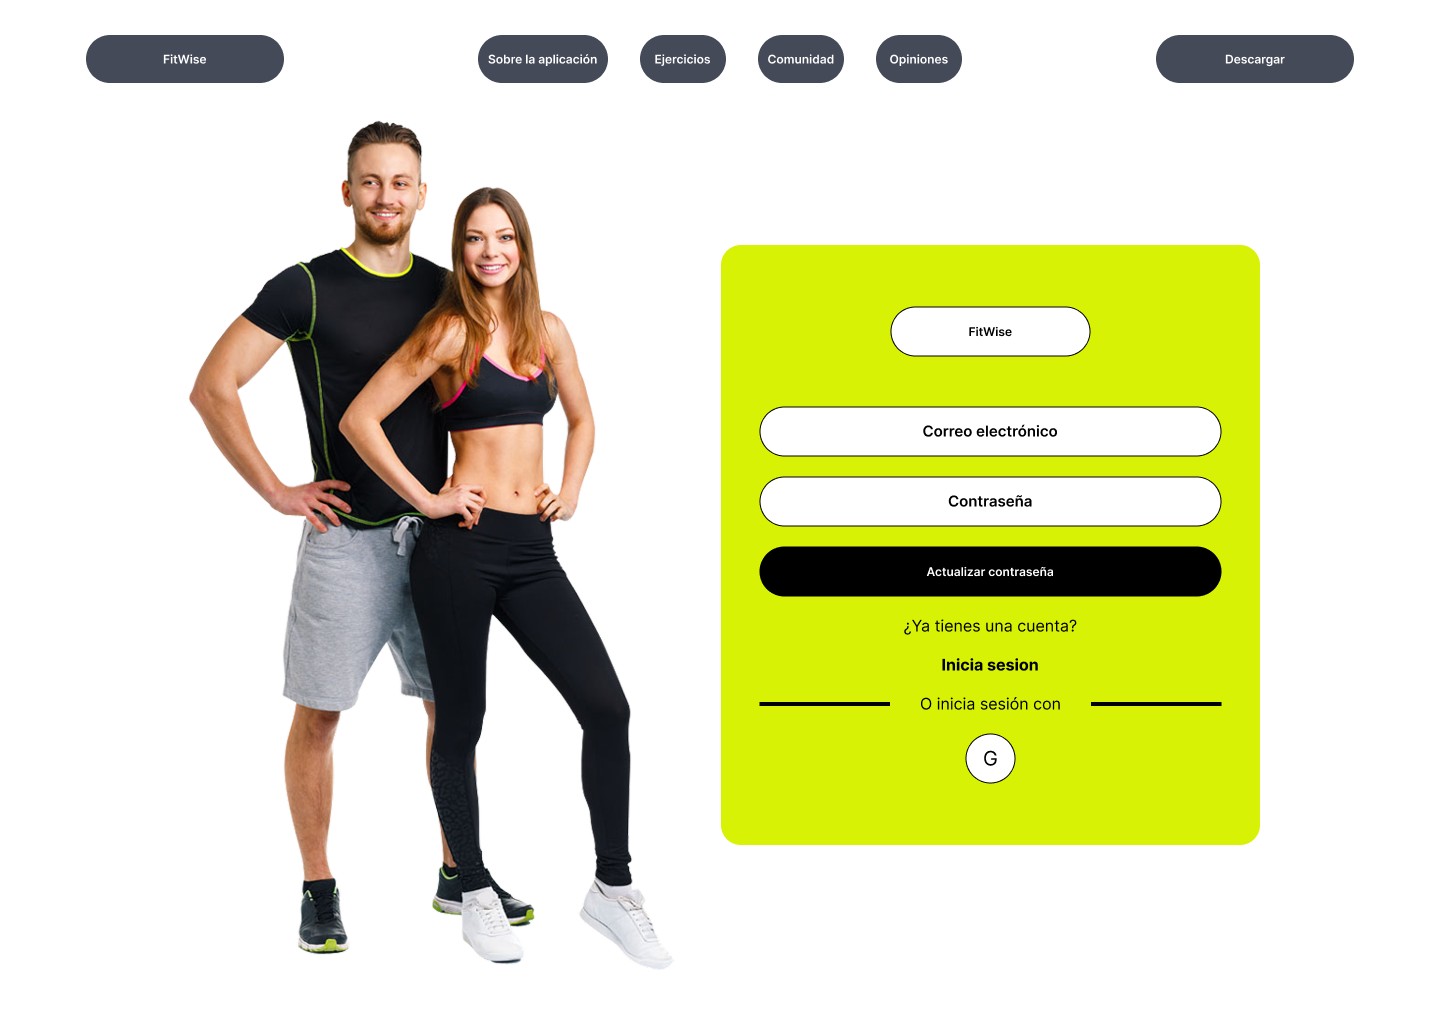 FitWise
Sobre la aplicación
Ejercicios
Comunidad
Opiniones
Descargar
FitWise
Correo electrónico
Contraseña
Actualizar contraseña
¿Ya tienes una cuenta?
Inicia sesion
O inicia sesión con
G